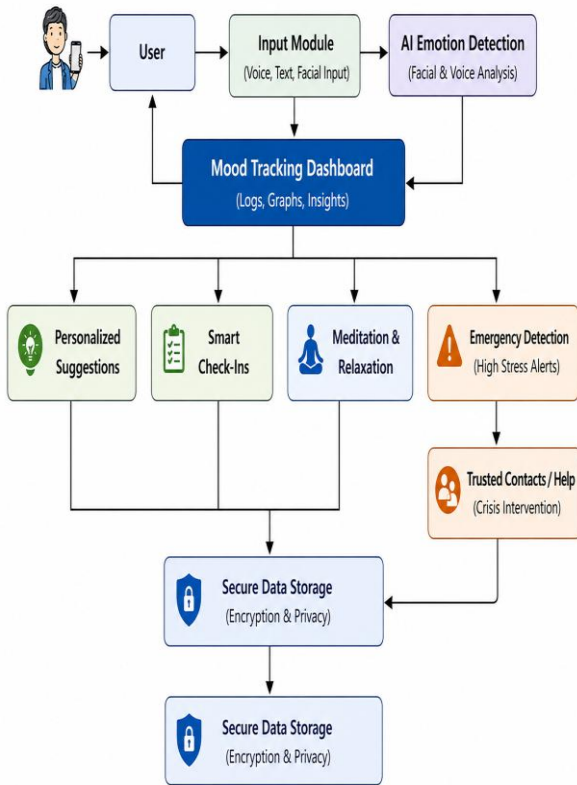 User
Input Module
(Voice, Text, Facial Input)
AI Emotion Detection
(Facial & Voice Analysis)
Mood Tracking Dashboard
(Logs, Graphs, Insights)
Personalized
Suggestions
Smart
Check-Ins
Meditation &
Relaxation
Emergency Detection
(High Stress Alerts)
Trusted Contacts / Help
(Crisis Intervention)
Secure Data Storage
(Encryption & Privacy)
Secure Data Storage
(Encryption & Privacy)